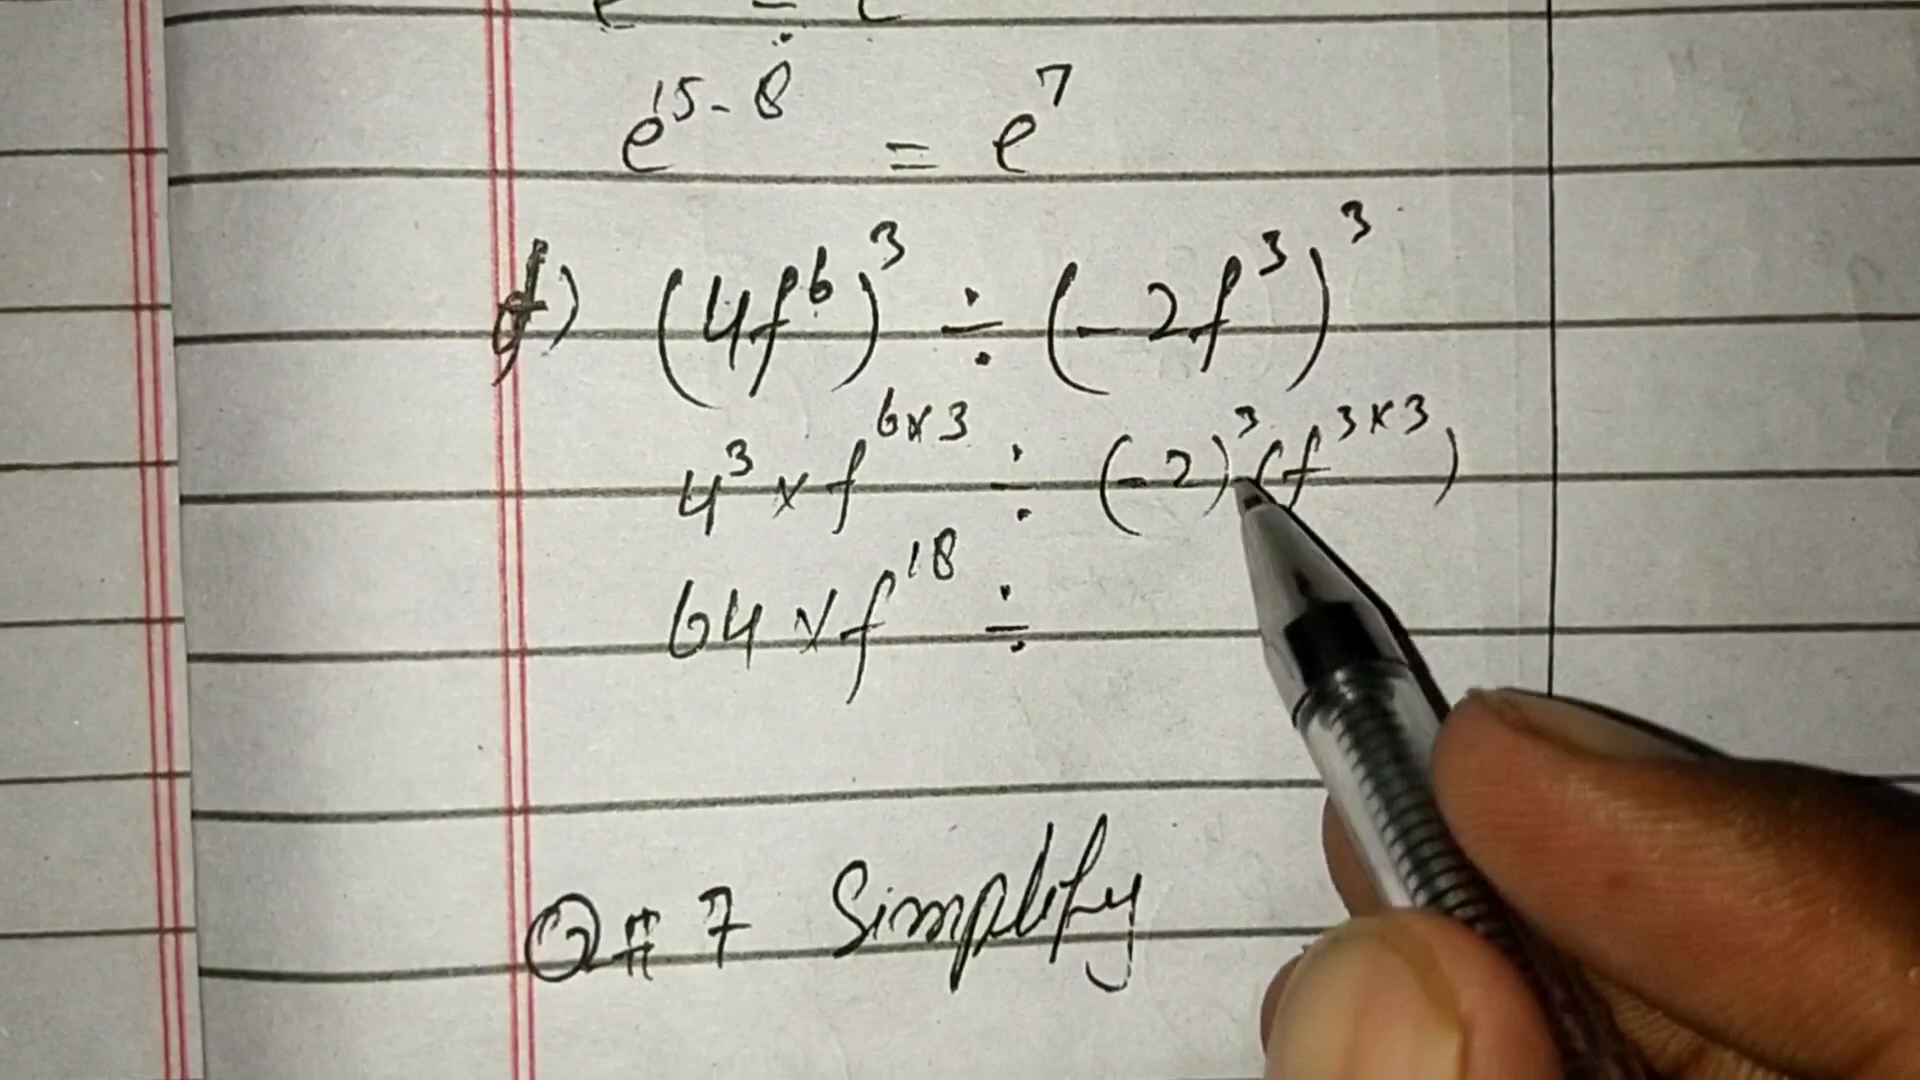 e^{15-8} = e^7
f) (4f^6)^3 ÷ (-2f^3)^3
4^3 × f^{6×3} ÷ (-2)^3 (f^{3×3})
64 × f^{18} ÷
Q # 7 Simplify